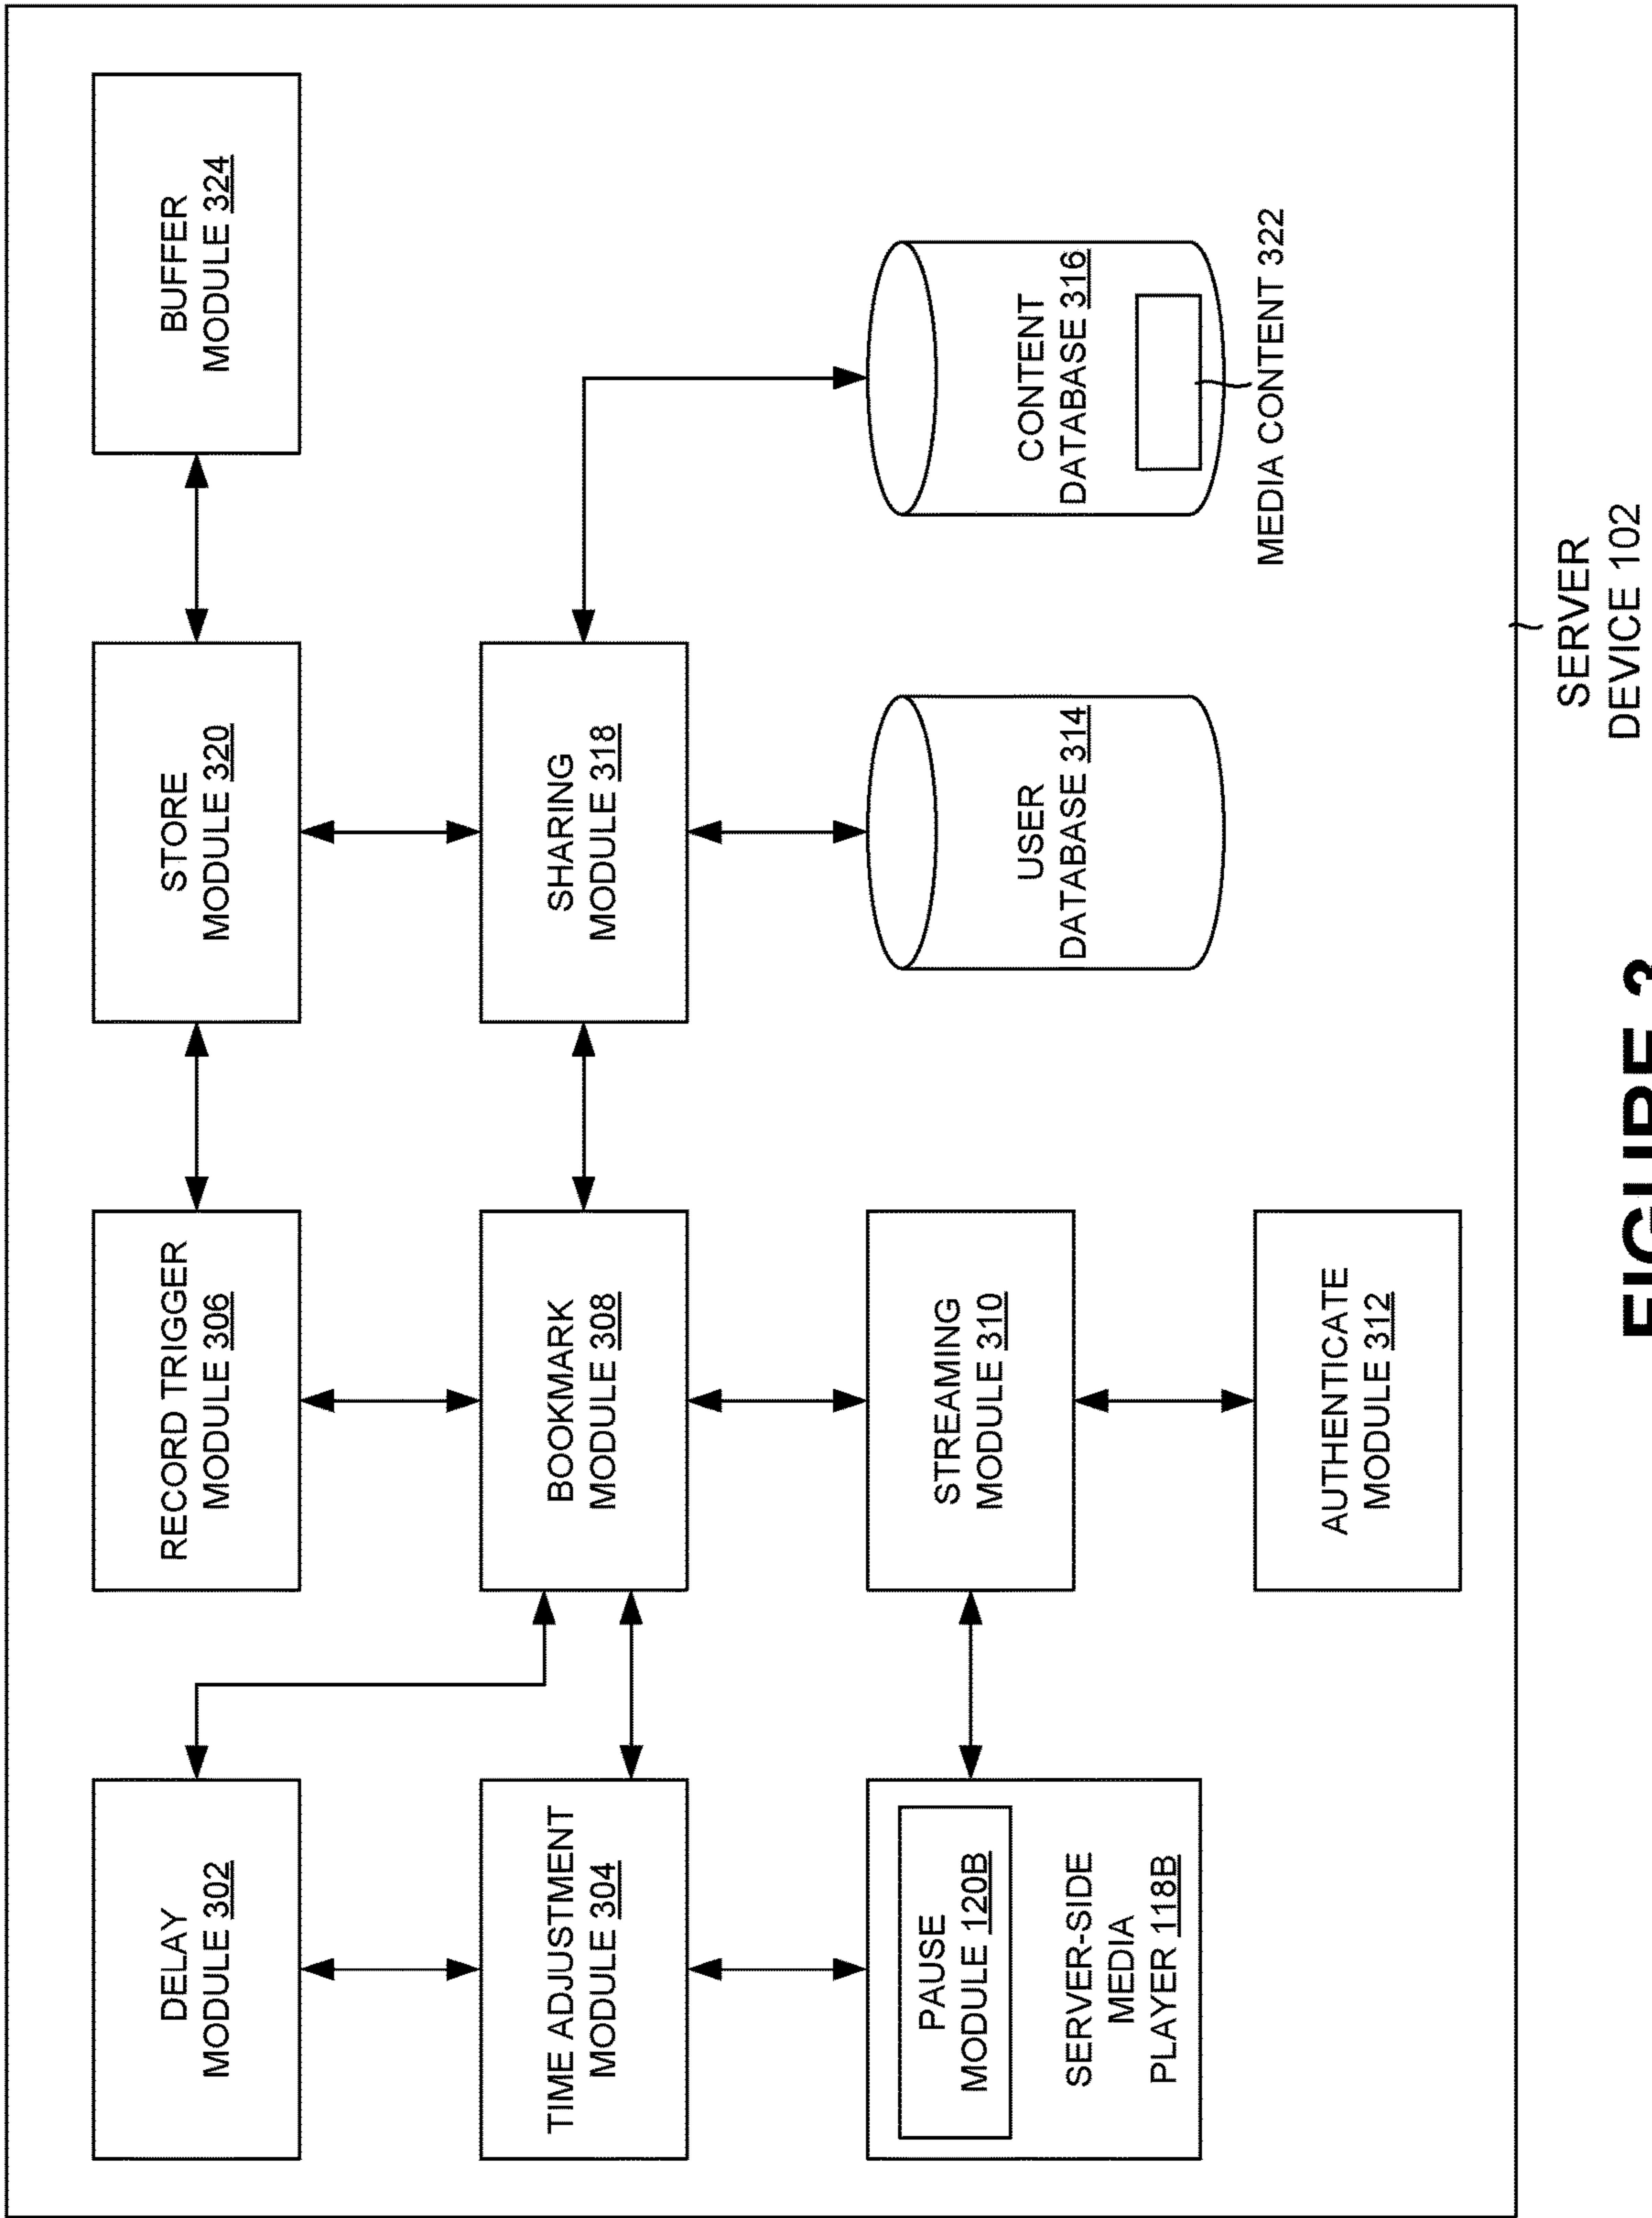 DELAY
MODULE 302
RECORD TRIGGER
MODULE 306
STORE
MODULE 320
BUFFER
MODULE 324
TIME ADJUSTMENT
MODULE 304
BOOKMARK
MODULE 308
SHARING
MODULE 318
PAUSE
MODULE 120B
SERVER-SIDE
MEDIA
PLAYER 118B
STREAMING
MODULE 310
USER
DATABASE 314
CONTENT
DATABASE 316
MEDIA CONTENT 322
AUTHENTICATE
MODULE 312
SERVER
DEVICE 102
FIGURE 3